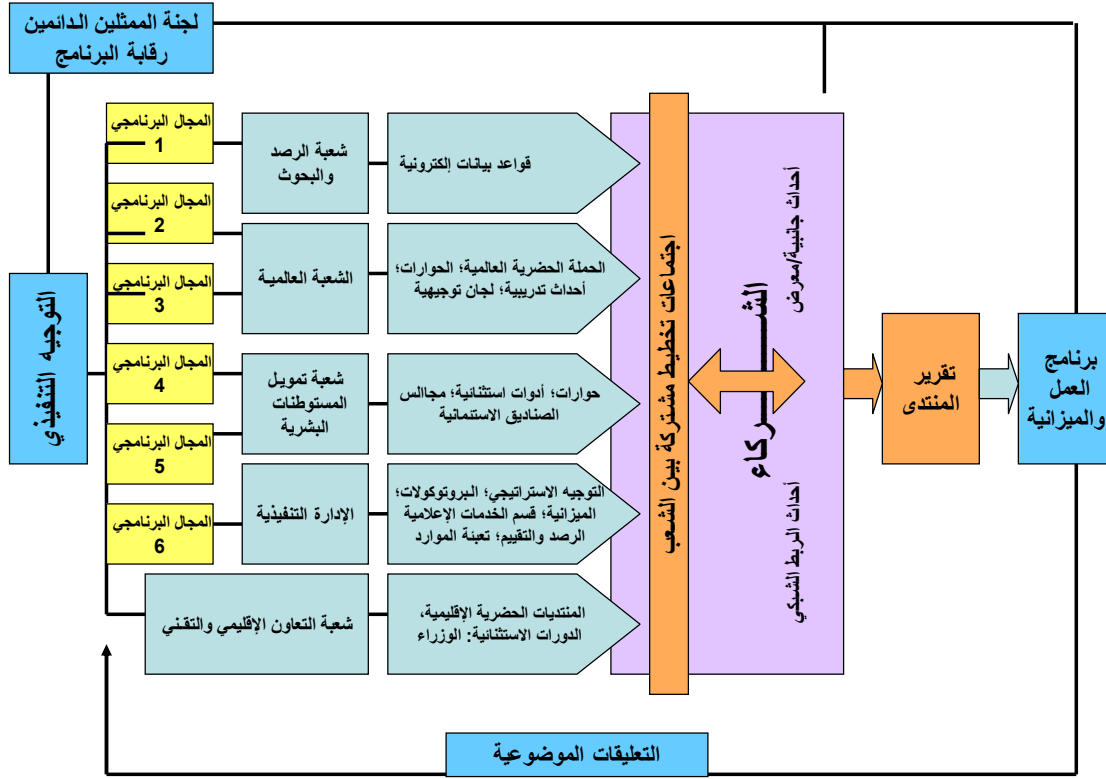 لجنة الممثلين الدائمين
رقابة البرنامج
التوجيه التنفيذي
المجال البرنامجي
1
المجال البرنامجي
2
المجال البرنامجي
3
المجال البرنامجي
4
المجال البرنامجي
5
المجال البرنامجي
6
شعبة الرصد
والبحوث
الشعبة العالمية
شعبة تمويل
المستوطنات
البشرية
الإدارة التنفيذية
شعبة التعاون الإقليمي والتقني
قواعد بيانات إلكترونية
الحملة الحضرية العالمية؛ الحوارات؛
أحداث تدريبية؛ لجان توجيهية
حوارات؛ أدوات استثنائية؛ مجاالس
الصناديق الاستئمانية
التوجيه الاستراتيجي؛ البروتوكولات؛
الميزانية؛ قسم الخدمات الإعلامية
الرصد والتقييم؛ تعبئة الموارد
المنتديات الحضرية الإقليمية،
الدورات الاستثنائية: الوزراء
اجتماعات تخطيط مشتركة بين الشعب
الشــــــــركاء
أحداث جانبية/معرض
أحداث الربط الشبكي
تقرير
المنتدى
برنامج
العمل
والميزانية
التعليقات الموضوعية